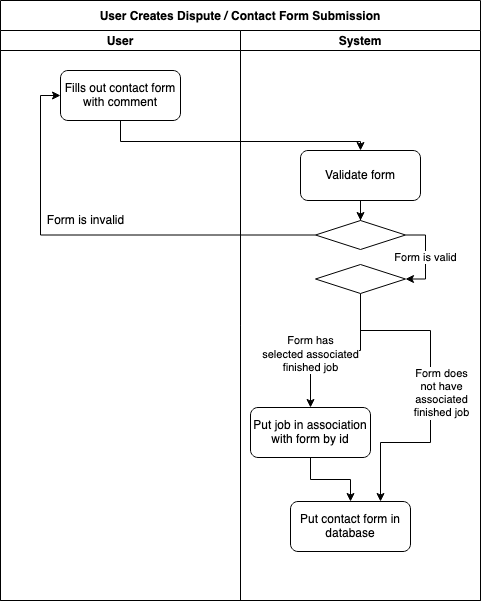 User Creates Dispute / Contact Form Submission
User
System
Fills out contact form
with comment
Validate form
Form is invalid
Form is valid
Form has
selected associated
finished job
Form does
not have
associated
finished job
Put job in association
with form by id
Put contact form in
database